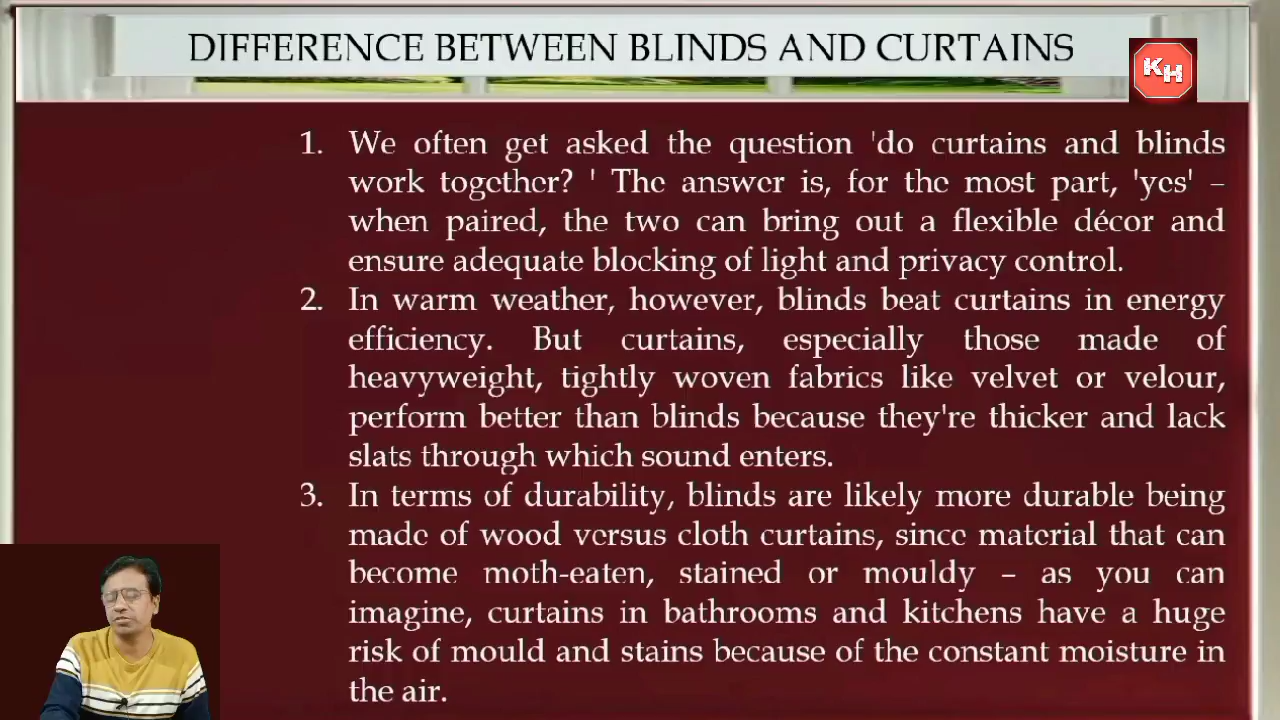 DIFFERENCE BETWEEN BLINDS AND CURTAINS
KH
1. We often get asked the question 'do curtains and blinds
work together? ' The answer is, for the most part, 'yes' –
when paired, the two can bring out a flexible décor and
ensure adequate blocking of light and privacy control.
2. In warm weather, however, blinds beat curtains in energy
efficiency. But curtains, especially those made of
heavyweight, tightly woven fabrics like velvet or velour,
perform better than blinds because they're thicker and lack
slats through which sound enters.
3. In terms of durability, blinds are likely more durable being
made of wood versus cloth curtains, since material that can
become moth-eaten, stained or mouldy – as you can
imagine, curtains in bathrooms and kitchens have a huge
risk of mould and stains because of the constant moisture in
the air.